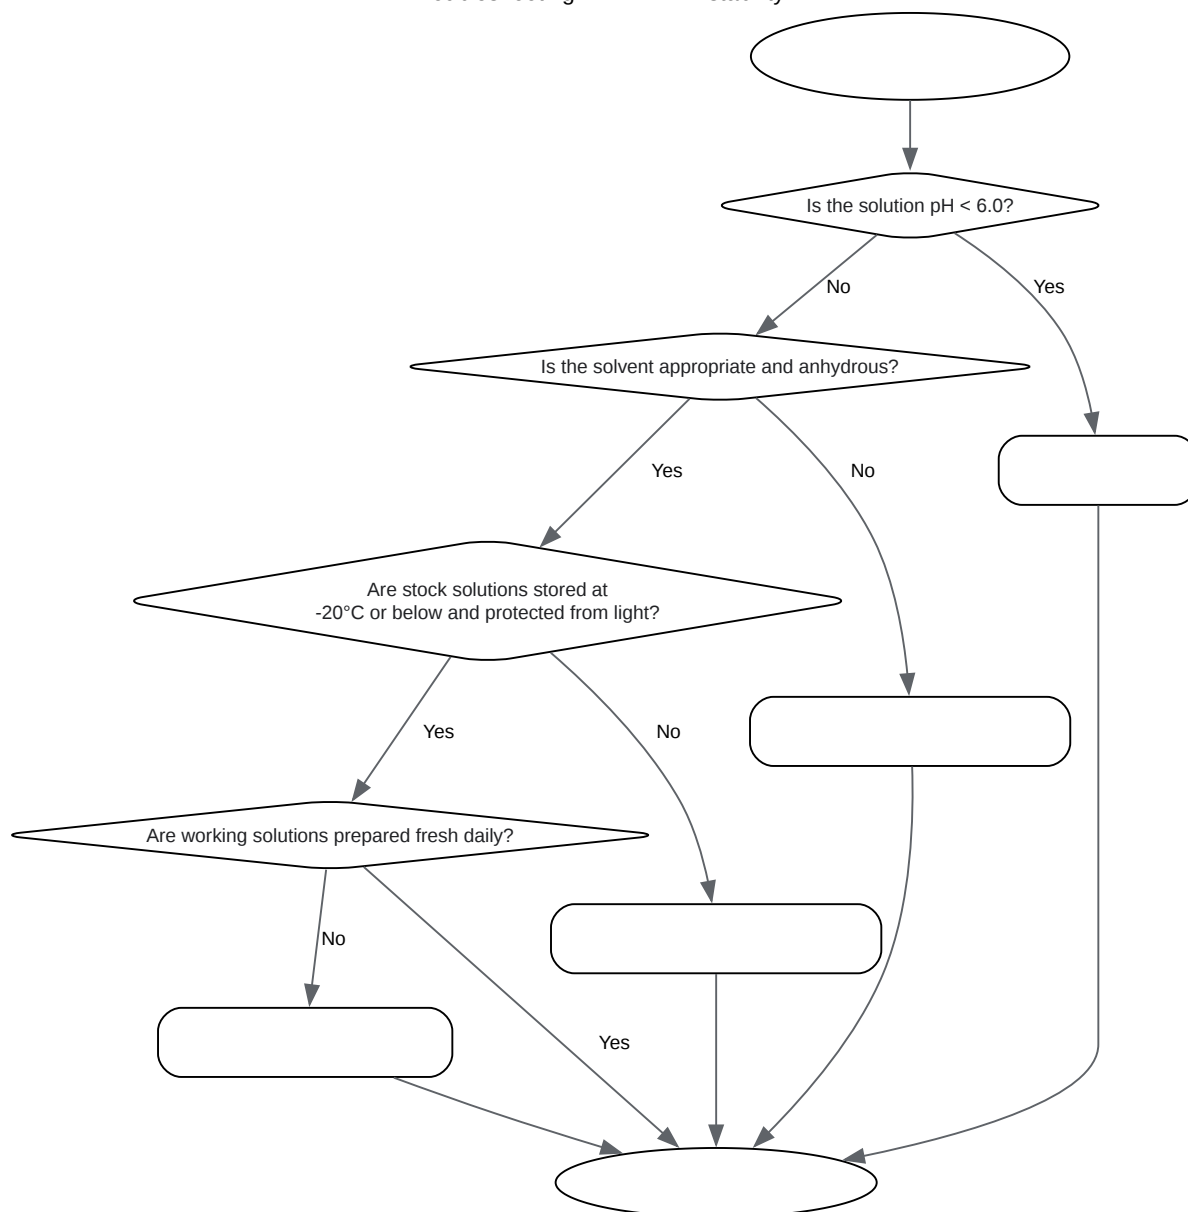 Is the solution pH < 6.0?
No
Yes
Is the solvent appropriate and anhydrous?
Yes
No
Are stock solutions stored at
-20°C or below and protected from light?
Yes
No
Are working solutions prepared fresh daily?
No
Yes